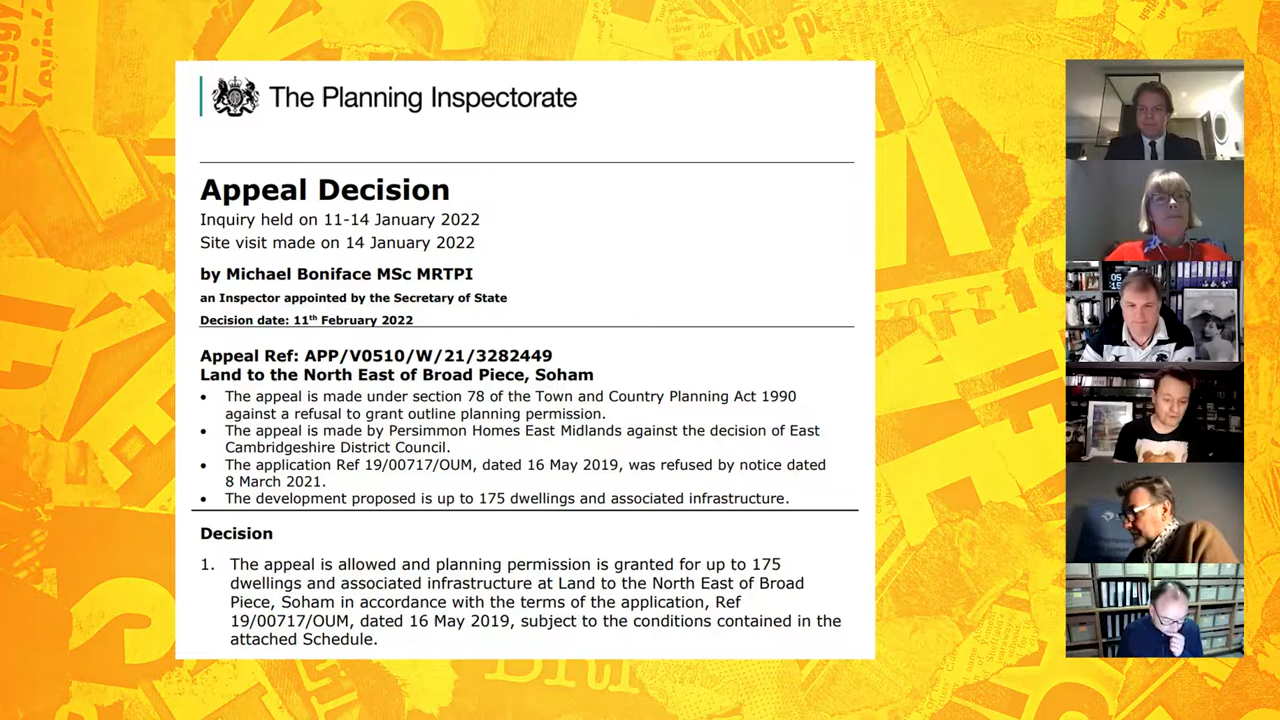 The Planning Inspectorate
Appeal Decision
Inquiry held on 11-14 January 2022
Site visit made on 14 January 2022
by Michael Boniface MSc MRTPI
an Inspector appointed by the Secretary of State
Decision date: 11th February 2022
Appeal Ref: APP/V0510/W/21/3282449
Land to the North East of Broad Piece, Soham
• The appeal is made under section 78 of the Town and Country Planning Act 1990
against a refusal to grant outline planning permission.
• The appeal is made by Persimmon Homes East Midlands against the decision of East
Cambridgeshire District Council.
• The application Ref 19/00717/OUM, dated 16 May 2019, was refused by notice dated
8 March 2021.
• The development proposed is up to 175 dwellings and associated infrastructure.
Decision
1. The appeal is allowed and planning permission is granted for up to 175
dwellings and associated infrastructure at Land to the North East of Broad
Piece, Soham in accordance with the terms of the application, Ref
19/00717/OUM, dated 16 May 2019, subject to the conditions contained in the
attached Schedule.